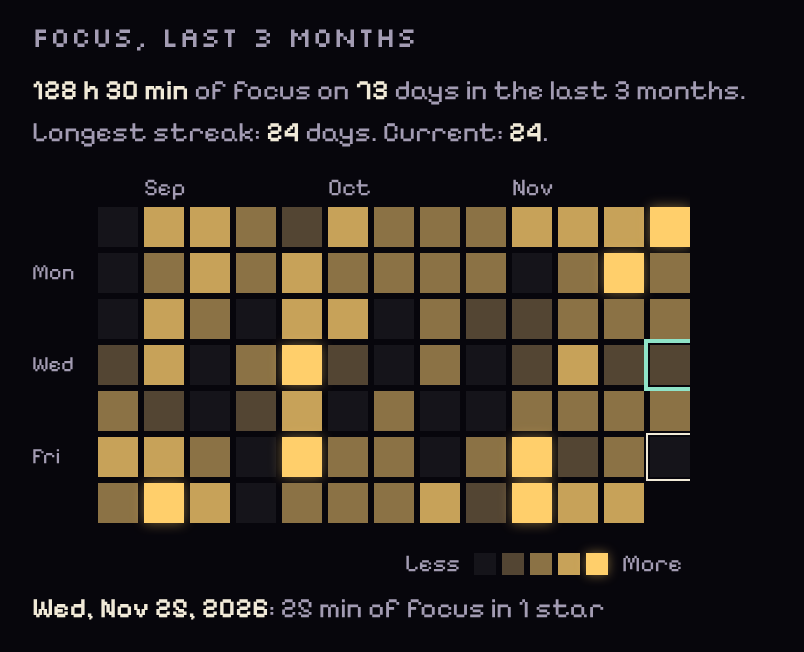 FOCUS, LAST 3 MONTHS
128 h 30 min of focus on 73 days in the last 3 months.
Longest streak: 24 days. Current: 24.
Sep Oct Nov
Mon
Wed
Fri
Less More
Wed, Nov 25, 2026: 25 min of focus in 1 star